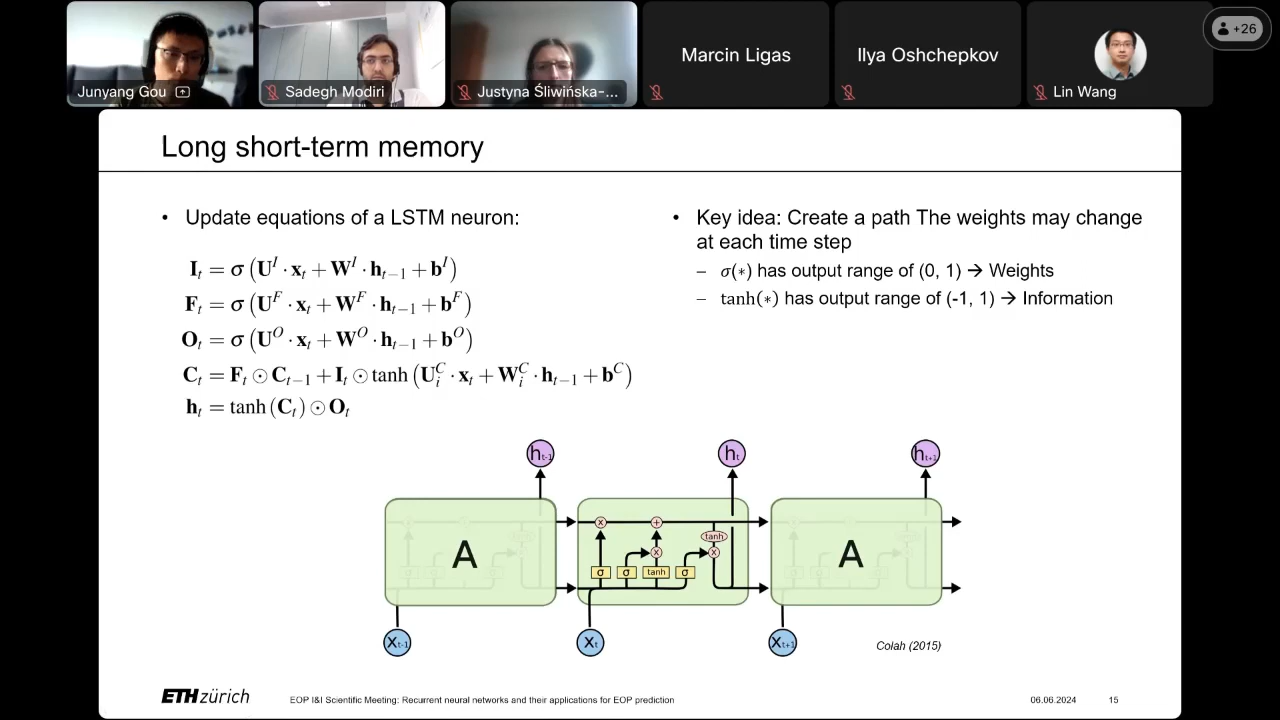 Junyang Gou
Sadegh Modiri
Justyna Śliwińska-...
Marcin Ligas
Ilya Oshchepkov
Lin Wang
+26
Long short-term memory
• Update equations of a LSTM neuron:
I_t = σ (U^I · x_t + W^I · h_{t−1} + b^I)
F_t = σ (U^F · x_t + W^F · h_{t−1} + b^F)
O_t = σ (U^O · x_t + W^O · h_{t−1} + b^O)
C_t = F_t ⊙ C_{t−1} + I_t ⊙ tanh (U_i^C · x_t + W_i^C · h_{t−1} + b^C)
h_t = tanh (C_t) ⊙ O_t
• Key idea: Create a path The weights may change
at each time step
– σ(∗) has output range of (0, 1) → Weights
– tanh(∗) has output range of (-1, 1) → Information
h_{t-1}
h_t
h_{t+1}
A
x
+
tanh
x
x
σ
σ
tanh
σ
A
X_{t-1}
X_t
X_{t+1}
Colah (2015)
ETH zürich
EOP I&I Scientific Meeting: Recurrent neural networks and their applications for EOP prediction
06.06.2024
15